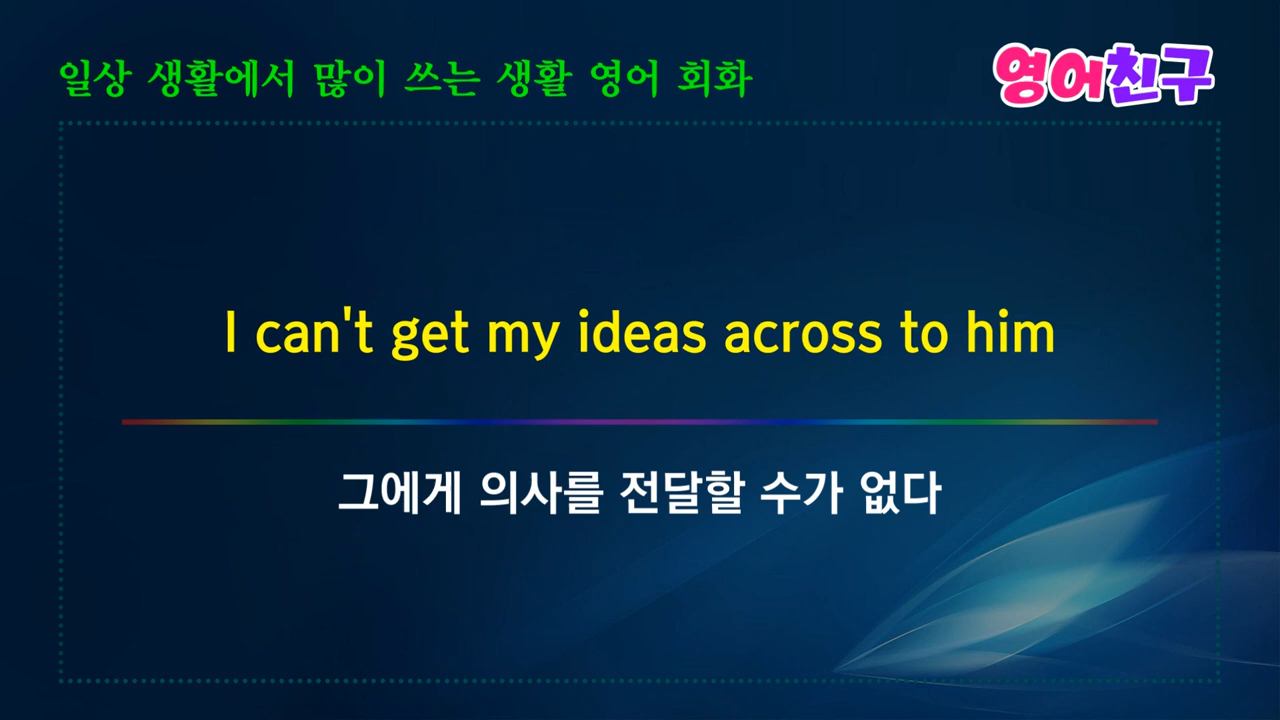 일상 생활에서 많이 쓰는 생활 영어 회화
영어친구
I can't get my ideas across to him
그에게 의사를 전달할 수가 없다